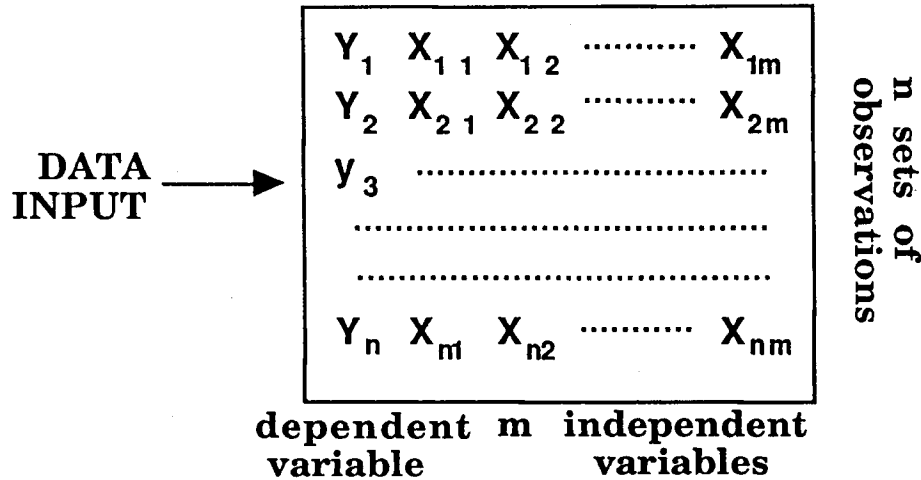 Y₁ X₁₁ X₁₂ ............ X₁ₘ
Y₂ X₂₁ X₂₂ ............ X₂ₘ
DATA
INPUT
y₃ ......................................
.............................................
.............................................
Yₙ Xₙ₁ Xₙ₂ ............ Xₙₘ
n sets of
observations
dependent m independent
variable variables